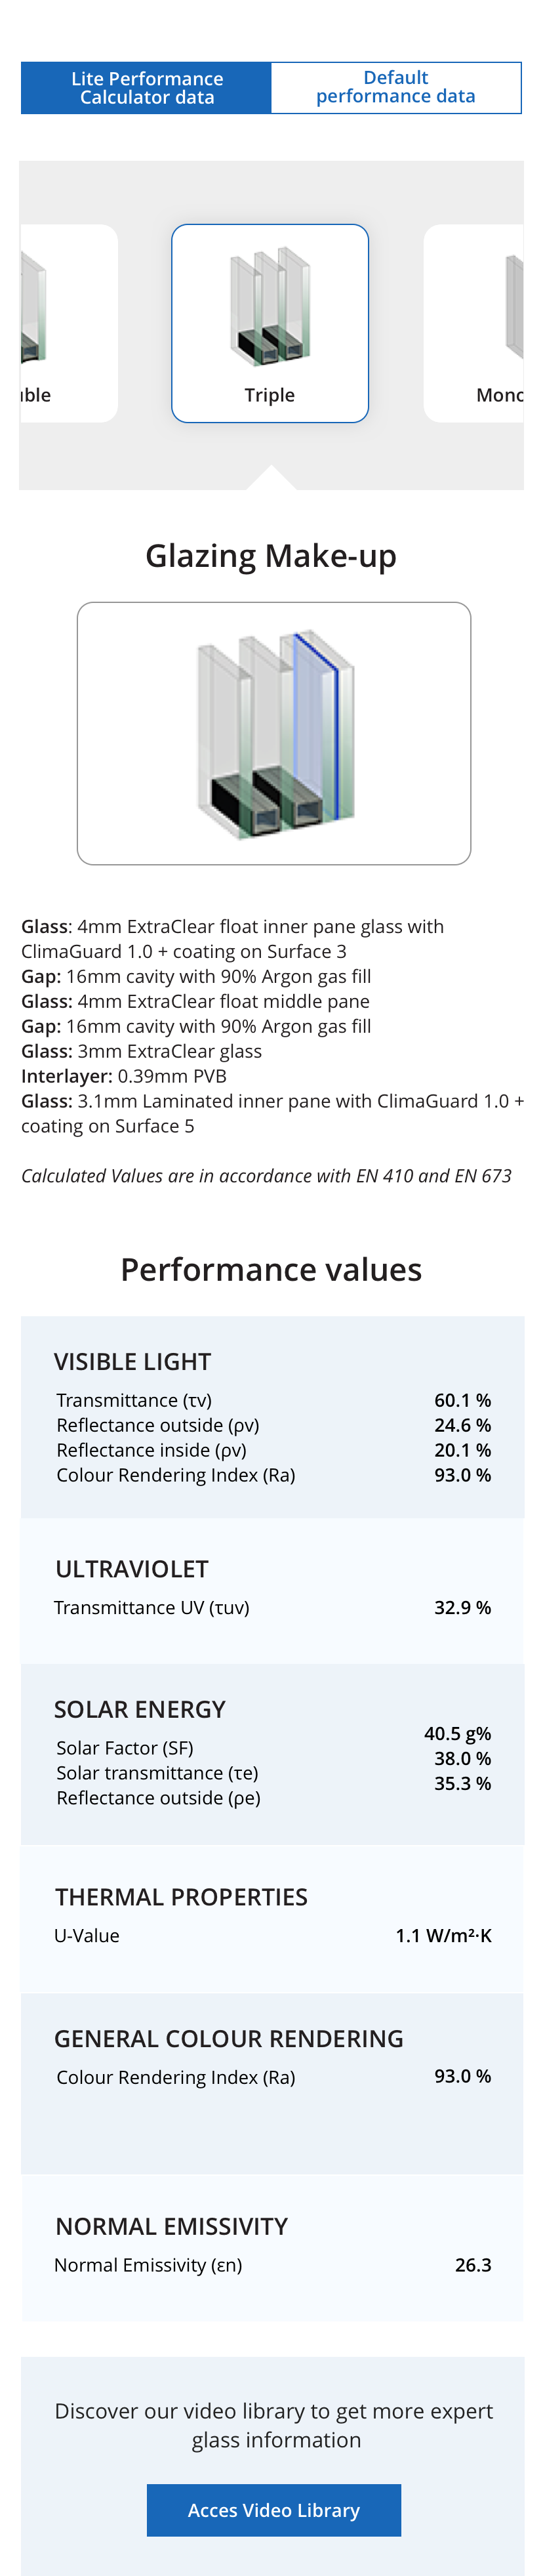 Lite Performance
Calculator data
Default
performance data
Triple
Glazing Make-up
Glass: 4mm ExtraClear float inner pane glass with
ClimaGuard 1.0 + coating on Surface 3
Gap: 16mm cavity with 90% Argon gas fill
Glass: 4mm ExtraClear float middle pane
Gap: 16mm cavity with 90% Argon gas fill
Glass: 3mm ExtraClear glass
Interlayer: 0.39mm PVB
Glass: 3.1mm Laminated inner pane with ClimaGuard 1.0 +
coating on Surface 5
Calculated Values are in accordance with EN 410 and EN 673
Performance values
VISIBLE LIGHT
Transmittance (τv) 60.1 %
Reflectance outside (ρv) 24.6 %
Reflectance inside (ρv) 20.1 %
Colour Rendering Index (Ra) 93.0 %
ULTRAVIOLET
Transmittance UV (τuv) 32.9 %
SOLAR ENERGY
Solar Factor (SF) 40.5 g%
Solar transmittance (τe) 38.0 %
Reflectance outside (ρe) 35.3 %
THERMAL PROPERTIES
U-Value 1.1 W/m²·K
GENERAL COLOUR RENDERING
Colour Rendering Index (Ra) 93.0 %
NORMAL EMISSIVITY
Normal Emissivity (εn) 26.3
Discover our video library to get more expert
glass information
Acces Video Library